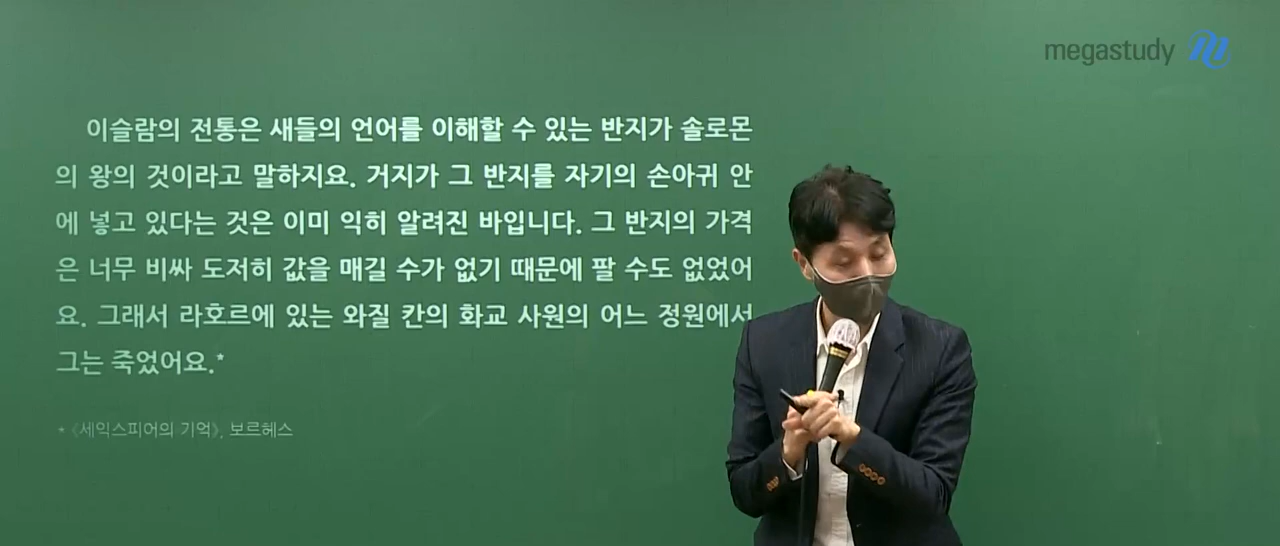 megastudy
이슬람의 전통은 새들의 언어를 이해할 수 있는 반지가 솔로몬
의 왕의 것이라고 말하지요. 거지가 그 반지를 자기의 손아귀 안
에 넣고 있다는 것은 이미 익히 알려진 바입니다. 그 반지의 가격
은 너무 비싸 도저히 값을 매길 수가 없기 때문에 팔 수도 없었어
요. 그래서 라호르에 있는 와질 칸의 화교 사원의 어느 정원에서
그는 죽었어요.*
* 《세익스피어의 기억》, 보르헤스